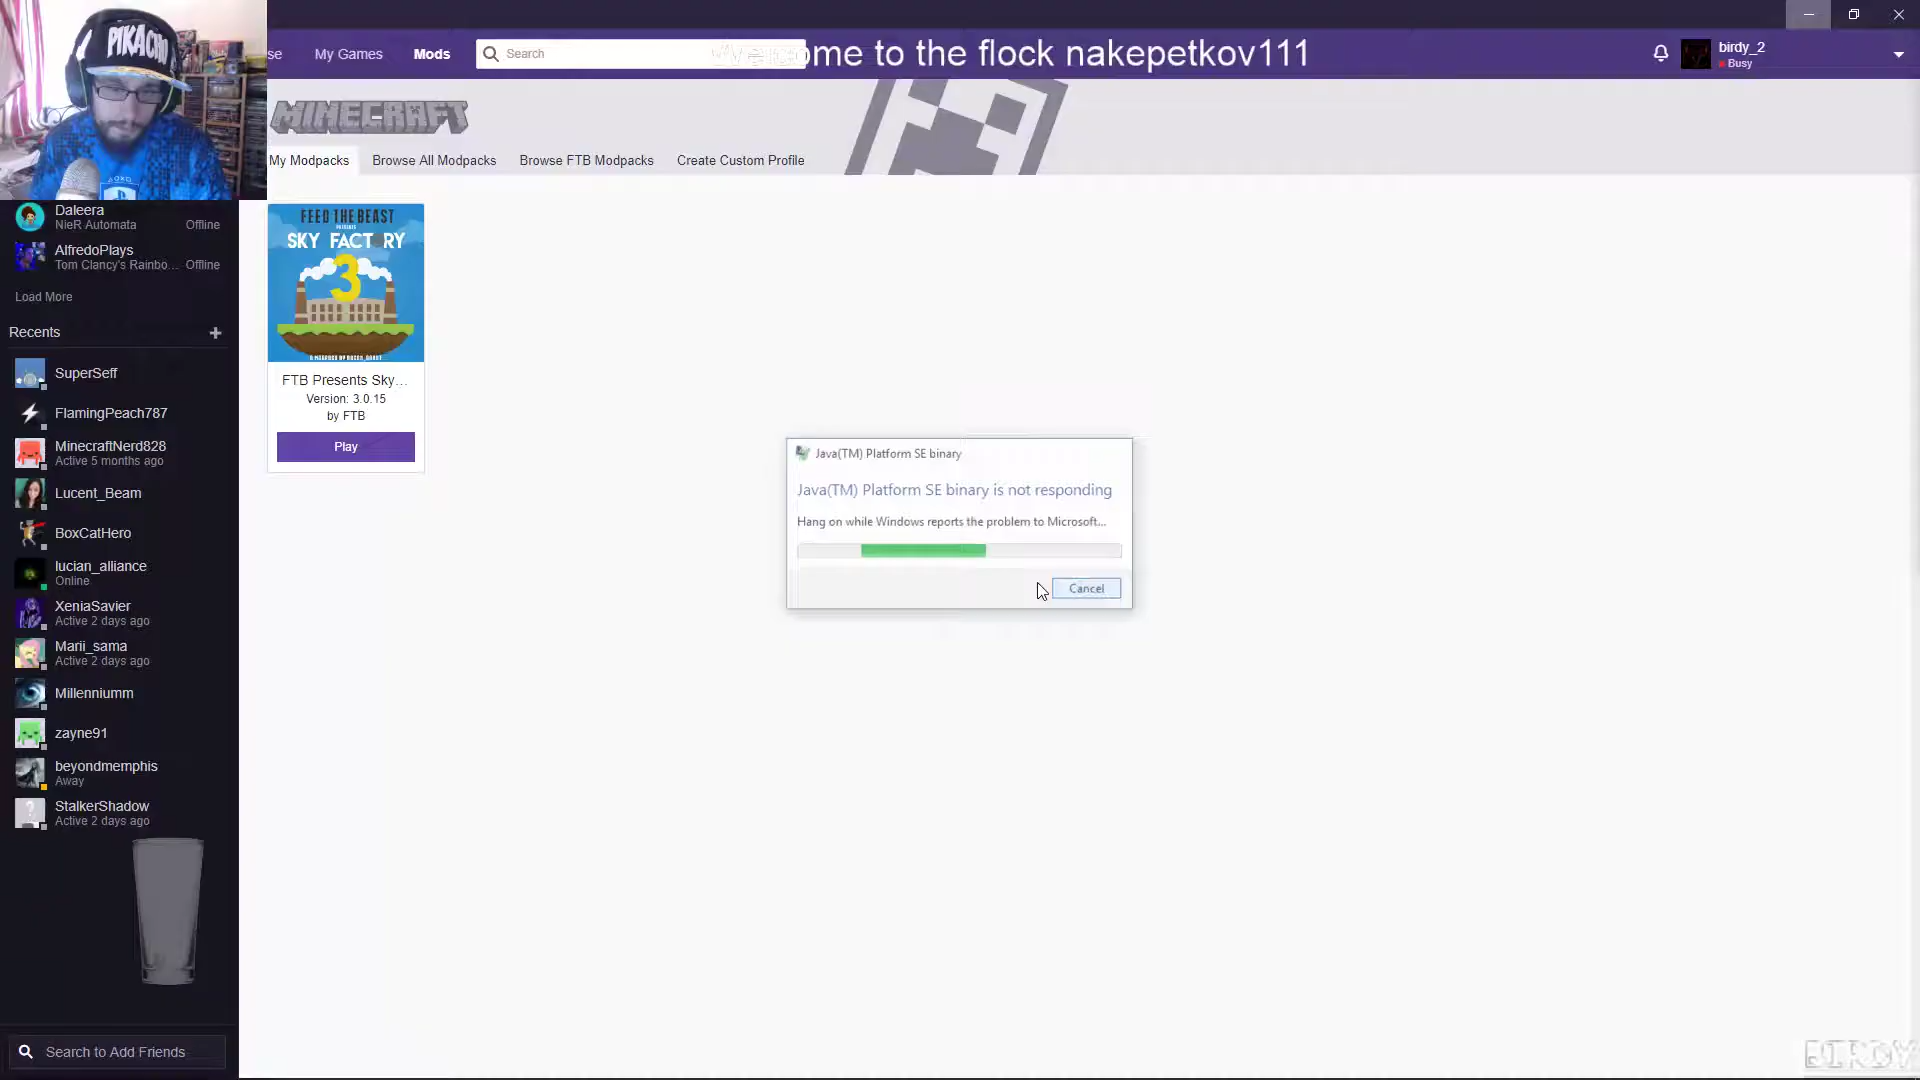 PIKACHU
se
My Games
Mods
Search
Welcome to the flock nakepetkov111
birdy_2
Busy
MINECRAFT
My Modpacks
Browse All Modpacks
Browse FTB Modpacks
Create Custom Profile
Daleera
NieR Automata
Offline
AlfredoPlays
Tom Clancy's Rainbo...
Offline
Load More
Recents
SuperSeff
FlamingPeach787
MinecraftNerd828
Active 5 months ago
Lucent_Beam
BoxCatHero
lucian_alliance
Online
XeniaSavier
Active 2 days ago
Marii_sama
Active 2 days ago
Millenniumm
zayne91
beyondmemphis
Away
StalkerShadow
Active 2 days ago
Search to Add Friends
FEED THE BEAST
PRESENTS
SKY FACTORY
3
FTB Presents Sky...
Version: 3.0.15
by FTB
Play
Java(TM) Platform SE binary
Java(TM) Platform SE binary is not responding
Hang on while Windows reports the problem to Microsoft...
Cancel
BIRDY